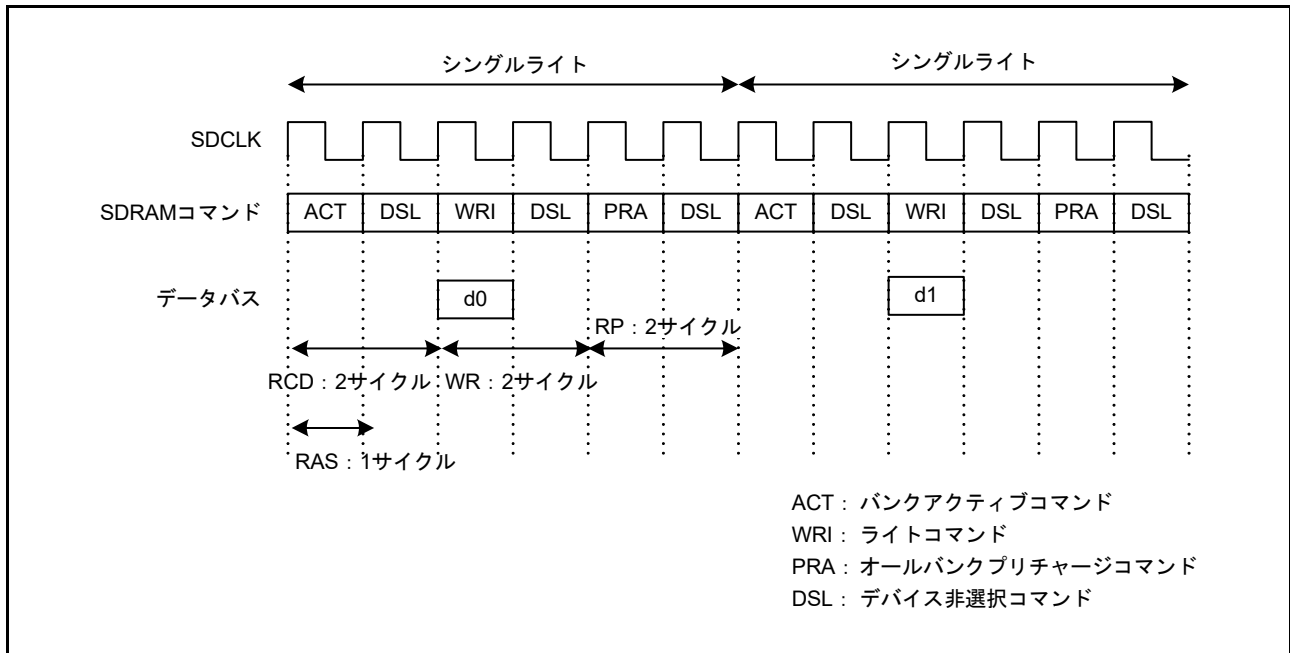 シングルライト シングルライト
SDCLK
SDRAMコマンド ACT DSL WRI DSL PRA DSL ACT DSL WRI DSL PRA DSL
データバス d0 d1
RP：2サイクル
RCD：2サイクル WR：2サイクル
RAS：1サイクル
ACT： バンクアクティブコマンド
WRI： ライトコマンド
PRA： オールバンクプリチャージコマンド
DSL： デバイス非選択コマンド